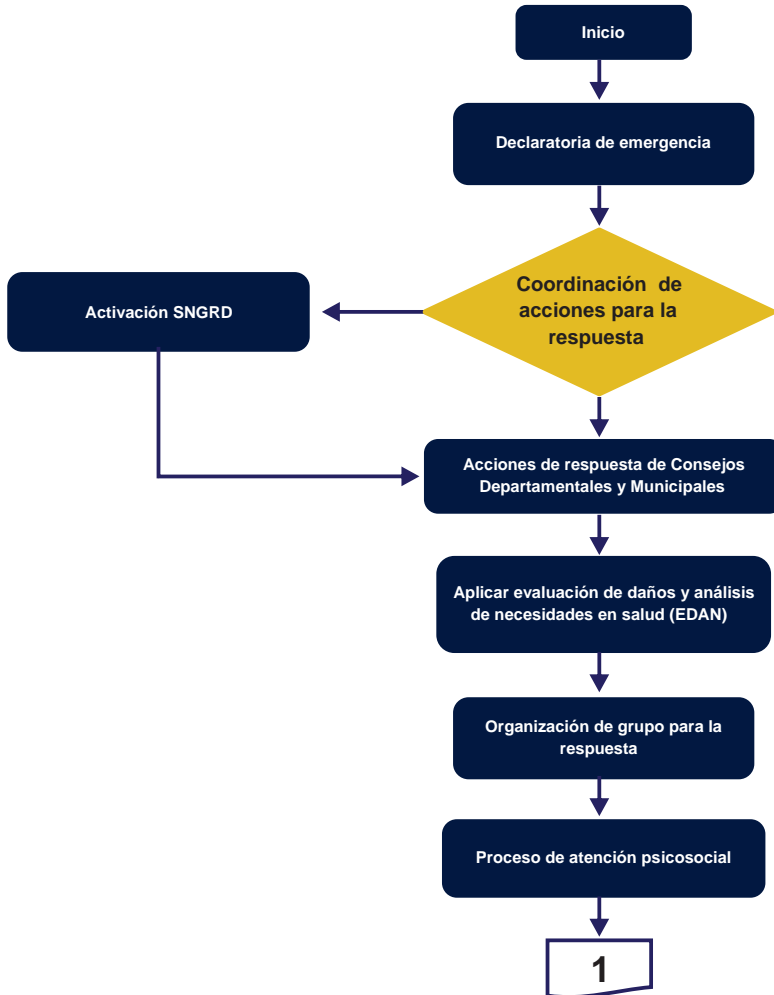 Inicio
Declaratoria de emergencia
Coordinación de
acciones para la
respuesta
Activación SNGRD
Acciones de respuesta de Consejos
Departamentales y Municipales
Aplicar evaluación de daños y análisis
de necesidades en salud (EDAN)
Organización de grupo para la
respuesta
Proceso de atención psicosocial
1